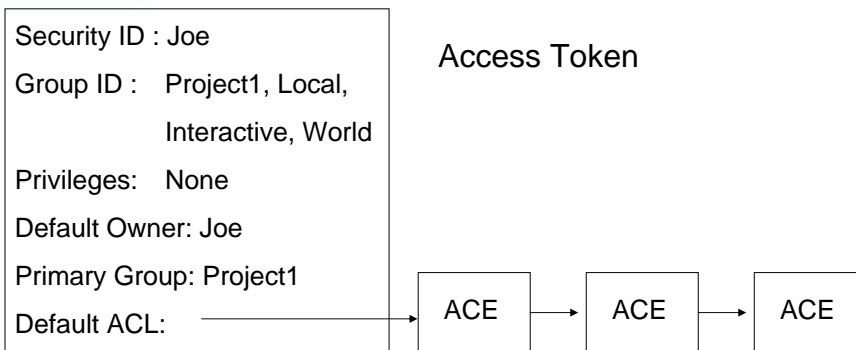 Security ID : Joe
Access Token
Group ID : Project1, Local,
Interactive, World
Privileges: None
Default Owner: Joe
Primary Group: Project1
Default ACL:
ACE
ACE
ACE